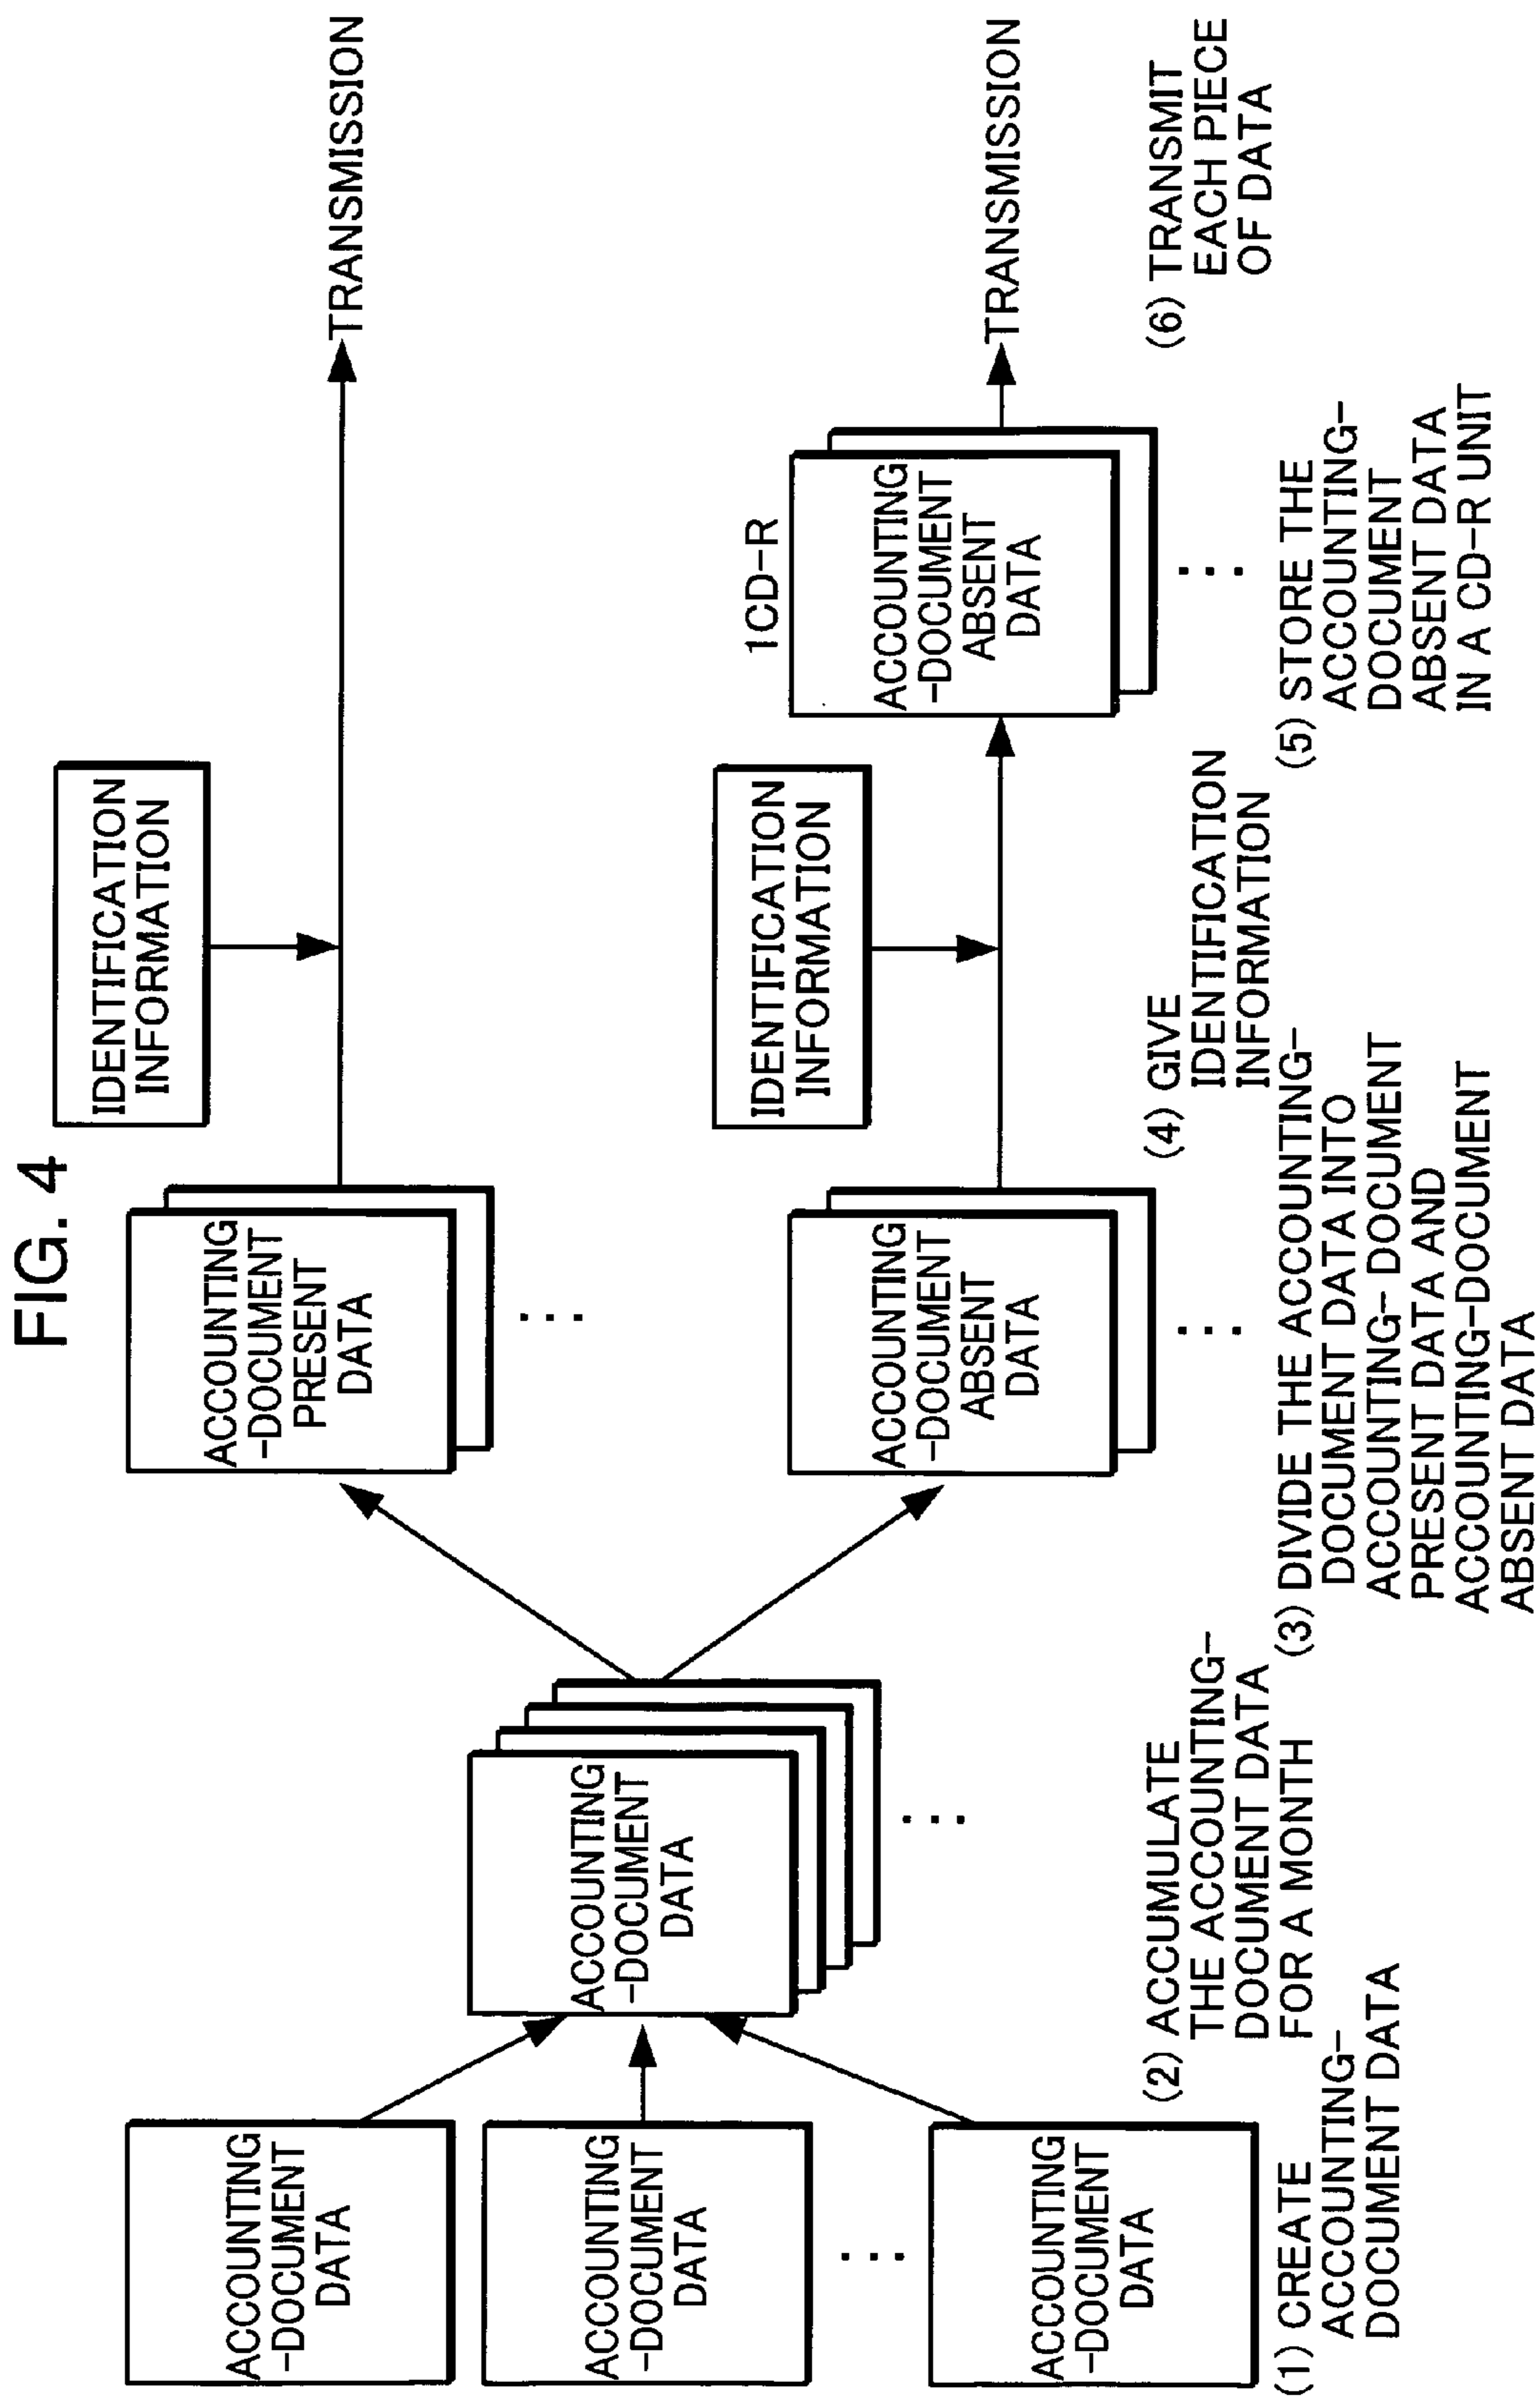 FIG. 4
ACCOUNTING
-DOCUMENT
DATA
ACCOUNTING
-DOCUMENT
DATA
ACCOUNTING
-DOCUMENT
DATA
ACCOUNTING
-DOCUMENT
DATA
ACCOUNTING
-DOCUMENT
PRESENT
DATA
IDENTIFICATION
INFORMATION
TRANSMISSION
ACCOUNTING
-DOCUMENT
ABSENT
DATA
IDENTIFICATION
INFORMATION
1CD-R
ACCOUNTING
-DOCUMENT
ABSENT
DATA
TRANSMISSION
(1) CREATE
ACCOUNTING-
DOCUMENT DATA
(2) ACCUMULATE
THE ACCOUNTING-
DOCUMENT DATA
FOR A MONTH
(3) DIVIDE THE ACCOUNTING-
DOCUMENT DATA INTO
ACCOUNTING- DOCUMENT
PRESENT DATA AND
ACCOUNTING-DOCUMENT
ABSENT DATA
(4) GIVE
IDENTIFICATION
INFORMATION
(5) STORE THE
ACCOUNTING-
DOCUMENT
ABSENT DATA
IN A CD-R UNIT
(6) TRANSMIT
EACH PIECE
OF DATA